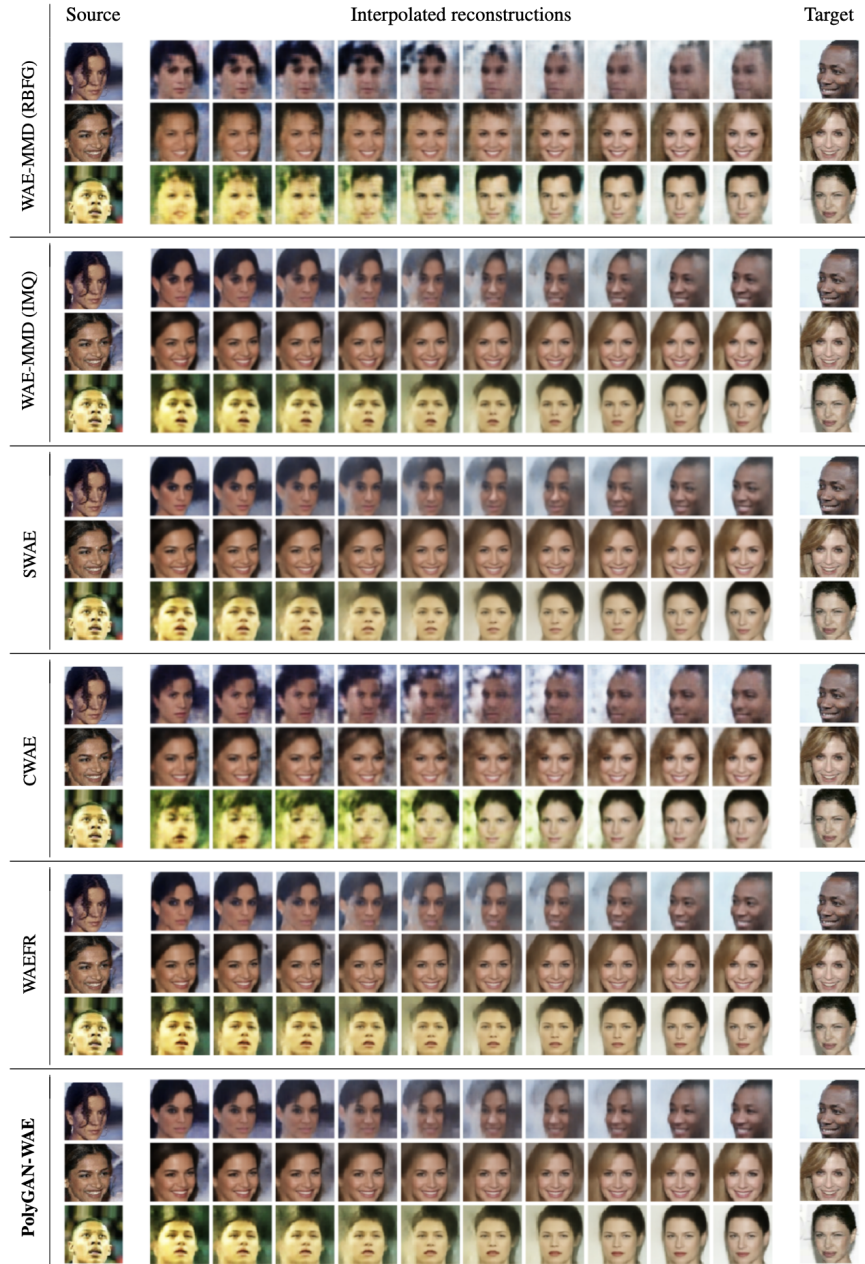 Source Interpolated reconstructions Target
WAE-MMD (RBFG)
WAE-MMD (IMQ)
SWAE
CWAE
WAEFR
PolyGAN-WAE